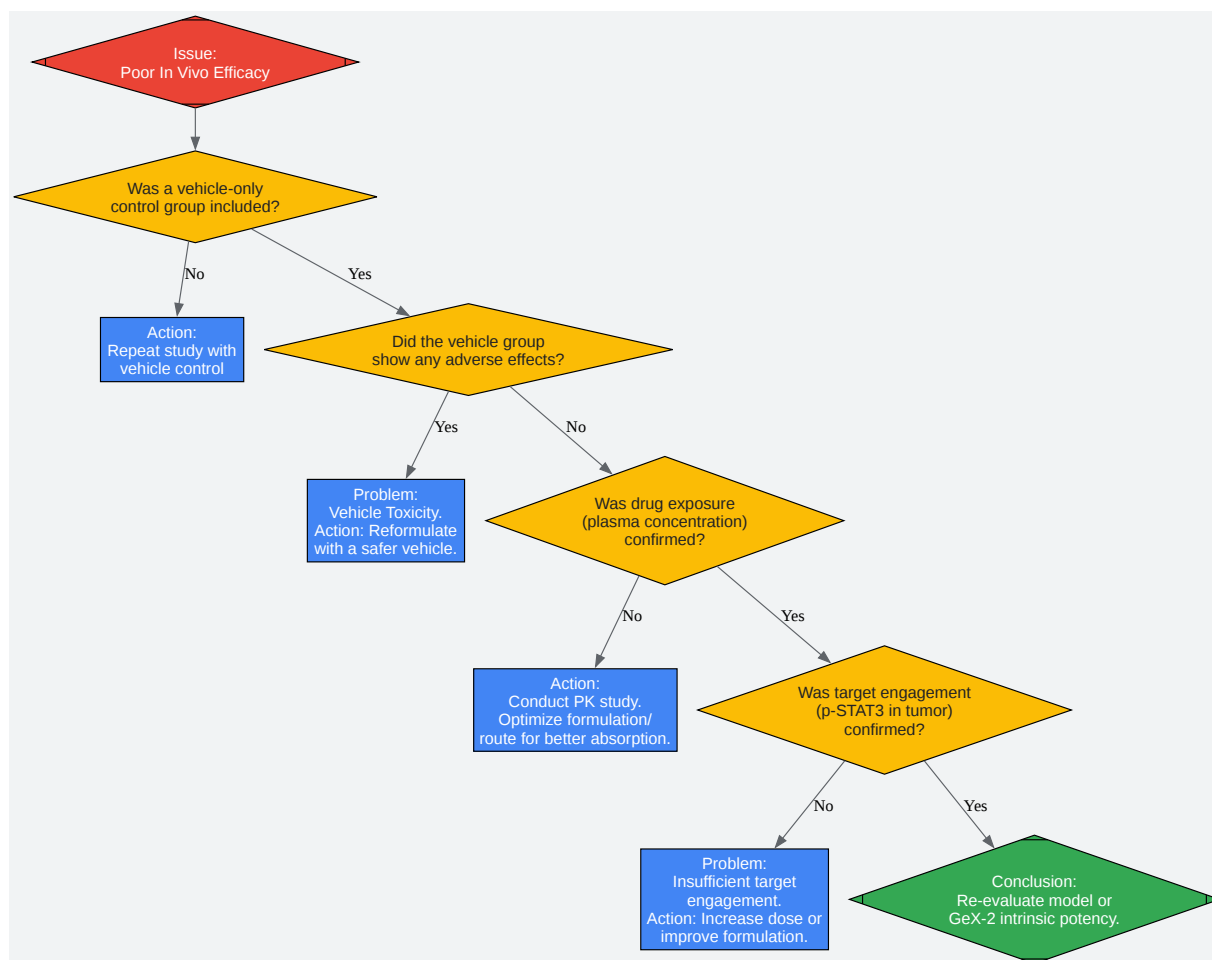 Issue:
Poor In Vivo Efficacy
Was a vehicle-only
control group included?
No
Yes
Action:
Repeat study with
vehicle control
Did the vehicle group
show any adverse effects?
Yes
No
Problem:
Vehicle Toxicity.
Action: Reformulate
with a safer vehicle.
Was drug exposure
(plasma concentration)
confirmed?
No
Yes
Action:
Conduct PK study.
Optimize formulation/
route for better absorption.
Was target engagement
(p-STAT3 in tumor)
confirmed?
No
Yes
Problem:
Insufficient target
engagement.
Action: Increase dose or
improve formulation.
Conclusion:
Re-evaluate model or
GeX-2 intrinsic potency.